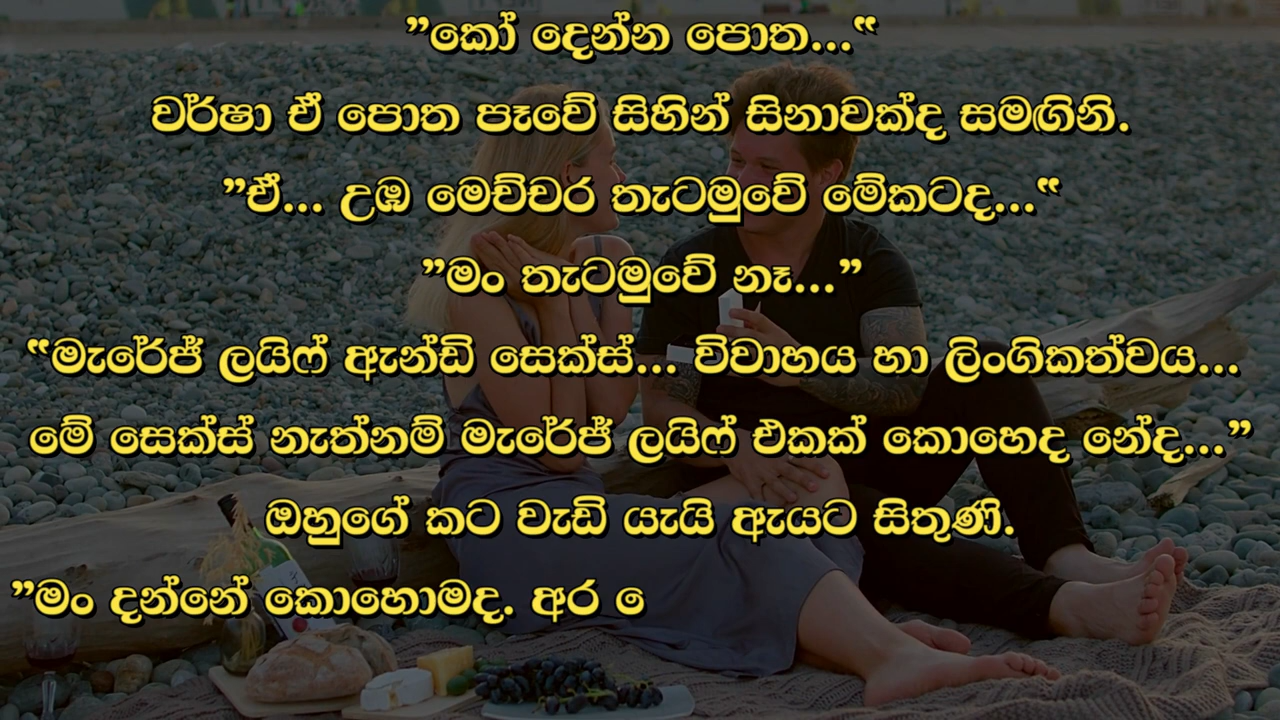 ”කෝ දෙන්න පොත...“
වර්ෂා ඒ පොත පෑවේ සිහින් සිනාවක්ද සමඟිනි.
”ඒ... උඹ මෙච්චර තැටමුවේ මේකටද...“
”මං තැටමුවේ නෑ...”
“මැරේජ් ලයිෆ් ඇන්ඩ් සෙක්ස්... විවාහය හා ලිංගිකත්වය...
මේ සෙක්ස් නැත්නම් මැරේජ් ලයිෆ් එකක් කොහෙද නේද...”
ඔහුගේ කට වැඩි යැයි ඇයට සිතුණි.
”මං දන්නේ කොහොමද. අර ෙ